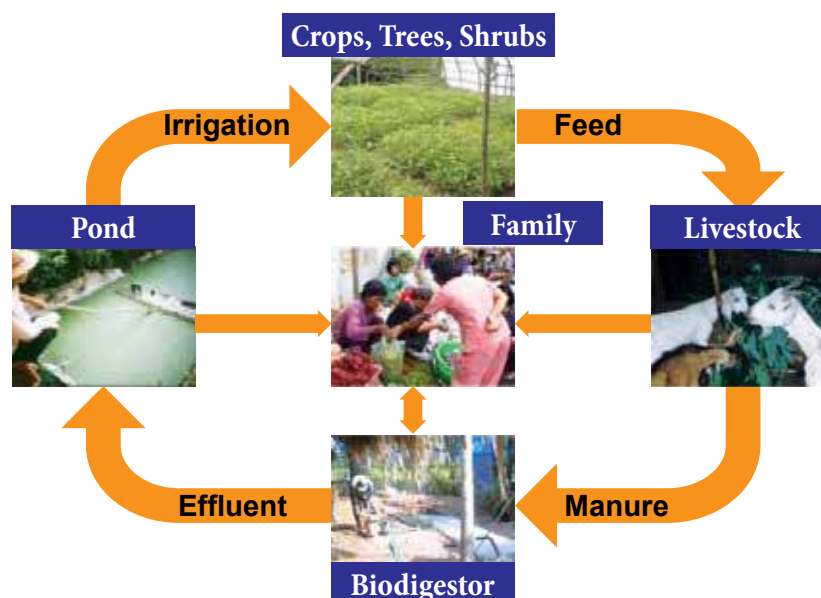 Crops, Trees, Shrubs
Irrigation
Feed
Pond
Family
Livestock
Effluent
Manure
Biodigestor